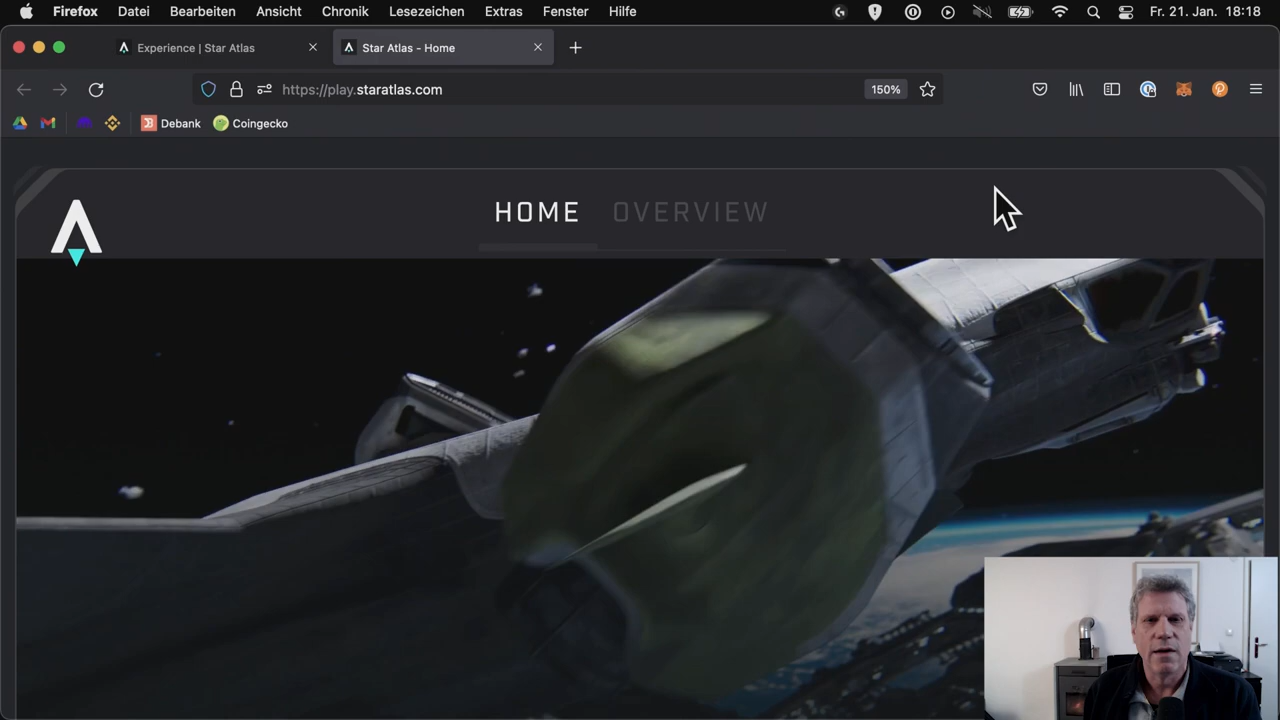 Firefox Datei Bearbeiten Ansicht Chronik Lesezeichen Extras Fenster Hilfe Fr. 21. Jan. 18:18
Experience | Star Atlas Star Atlas - Home
https://play.staratlas.com 150%
Debank Coingecko
HOME OVERVIEW